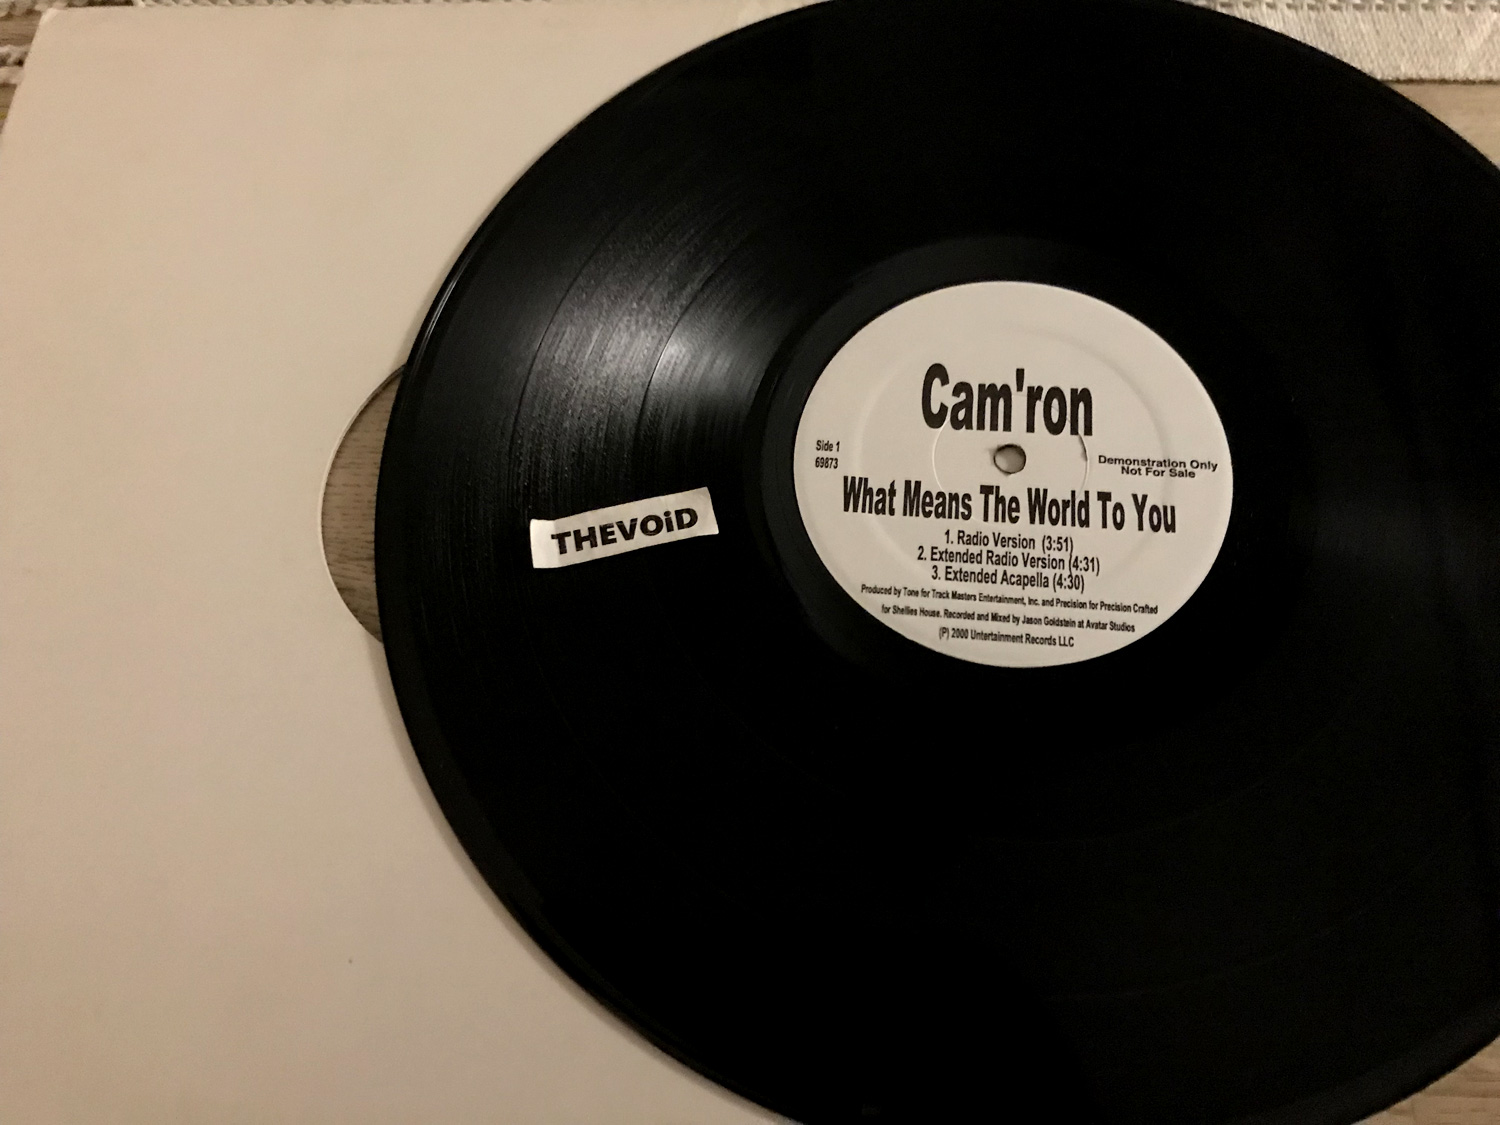 Cam'ron
Side 1
69873
Demonstration Only
Not For Sale
What Means The World To You
1. Radio Version (3:51)
2. Extended Radio Version (4:31)
3. Extended Acapella (4:30)
Produced by Tone for Track Masters Entertainment, Inc. and Precision for Precision Crafted
for Shellies House. Recorded and Mixed by Jason Goldstein at Avatar Studios
(P) 2000 Untertainment Records LLC
THEVOiD